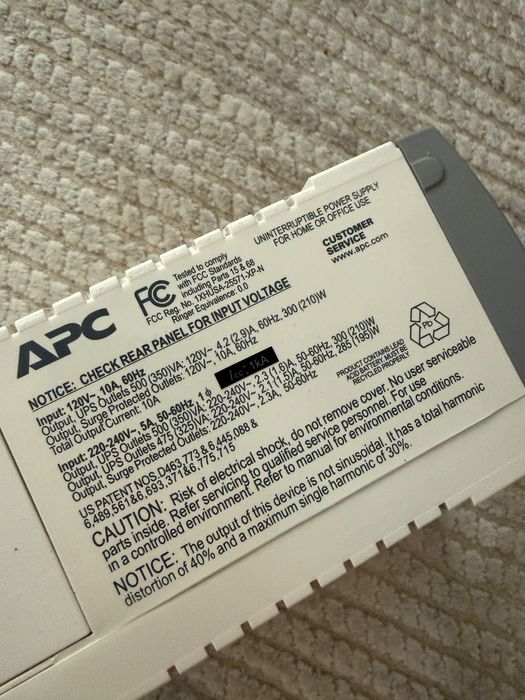 APC
FCC
Tested to comply
with FCC Standards
including Parts 15 & 68
FCC Reg. No. 1XHUSA-25571-XP-N
Ringer Equivalence: 0.0
UNINTERRUPTIBLE POWER SUPPLY
FOR HOME OR OFFICE USE
CUSTOMER
SERVICE
www.apc.com
NOTICE: CHECK REAR PANEL FOR INPUT VOLTAGE
Input: 120V~ 10A, 60Hz
Output, UPS Outlets 500 (350)VA: 120V~ 4.2 (2.9)A, 60Hz, 300 (210)W
Output, Surge Protected Outlets: 120V~, 10A, 60Hz
Total Output Current: 10A
Icc: 1kA
Input: 220-240V~, 5A, 50-60Hz, 1 ϕ
Output, UPS Outlets 500 (350)VA: 220-240V~, 2.3 (1.6)A, 50-60Hz, 300 (210)W
Output, UPS Outlets 475 (325)VA: 220-240V~, 50-60Hz, 285 (195)W
Output, Surge Protected Outlets: 220-240V~, 2.3A, 50-60Hz
US PATENT NOS. D463,773 & 6,445,088 &
6,489,561 & 6,693,371 & 6,775,715
Pb
PRODUCT CONTAINS LEAD
ACID BATTERY, MUST BE
RECYCLED PROPERLY
CAUTION: Risk of electrical shock, do not remove cover. No user serviceable
parts inside. Refer servicing to qualified service personnel. For use
in a controlled environment. Refer to manual for environmental conditions.
NOTICE: The output of this device is not sinusoidal. It has a total harmonic
distortion of 40% and a maximum single harmonic of 30%.